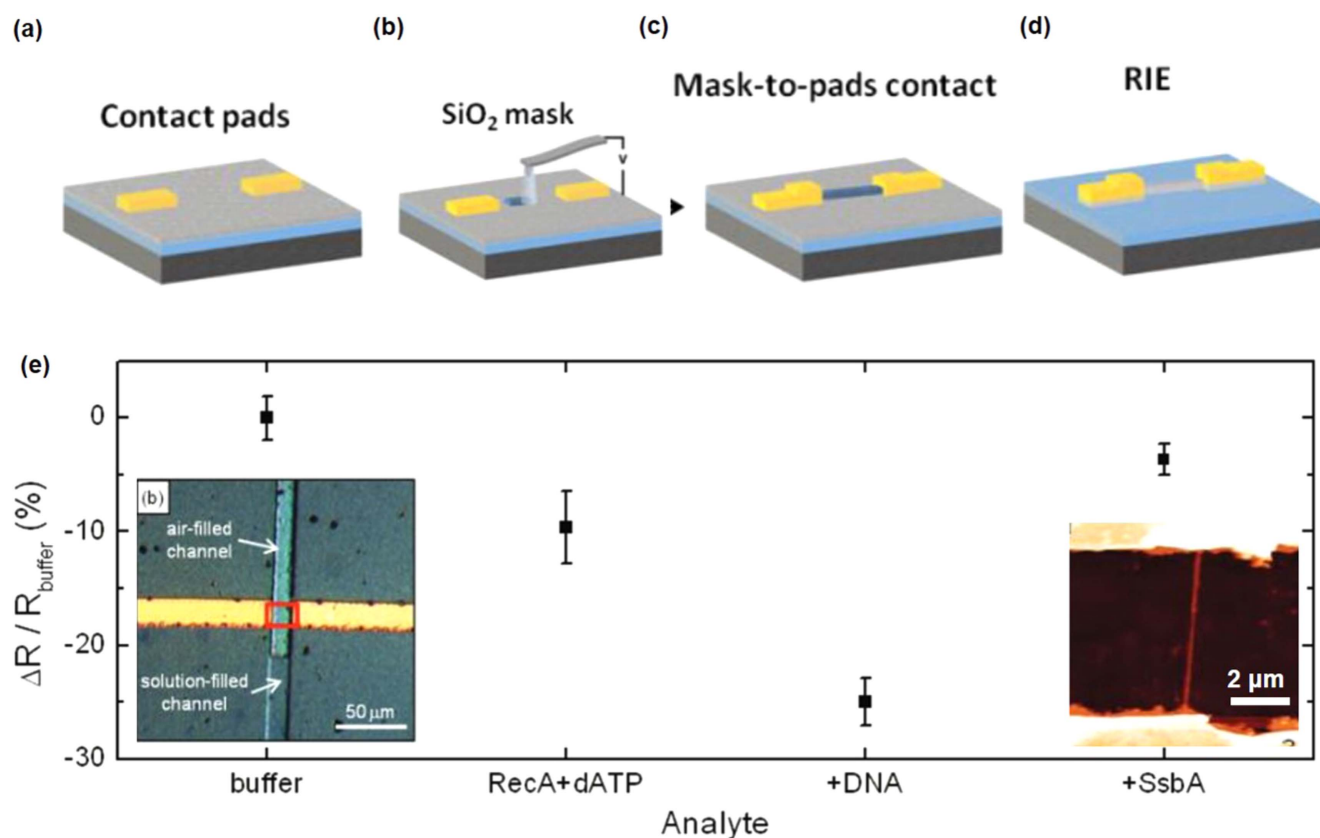 (a)
(b)
(c)
(d)
Contact pads
SiO₂ mask
Mask-to-pads contact
RIE
V
(e)
ΔR / R_buffer (%)
0
-10
-20
-30
(b)
air-filled
channel
solution-filled
channel
50 μm
2 μm
buffer
RecA+dATP
+DNA
+SsbA
Analyte